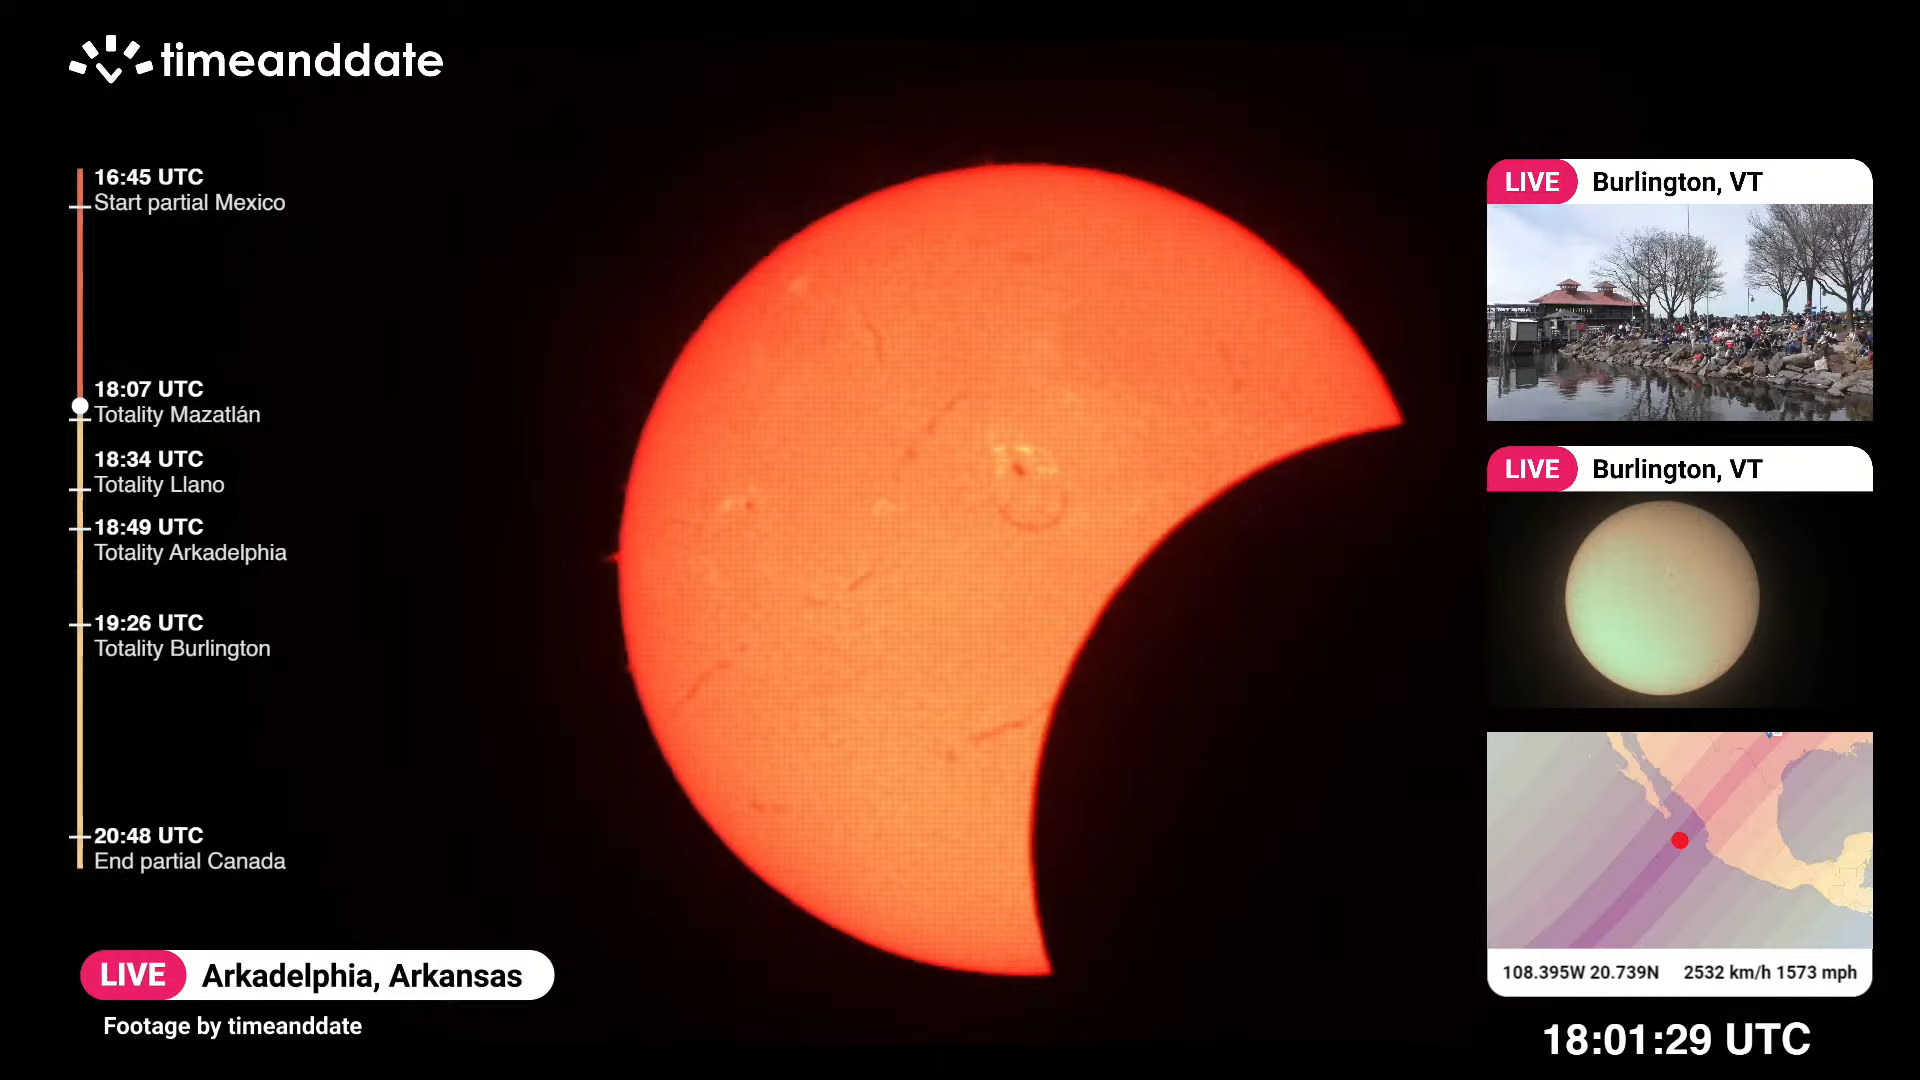 timeanddate
16:45 UTC
Start partial Mexico
18:07 UTC
Totality Mazatlán
18:34 UTC
Totality Llano
18:49 UTC
Totality Arkadelphia
19:26 UTC
Totality Burlington
20:48 UTC
End partial Canada
LIVE Arkadelphia, Arkansas
Footage by timeanddate
LIVE Burlington, VT
LIVE Burlington, VT
108.395W 20.739N 2532 km/h 1573 mph
18:01:29 UTC